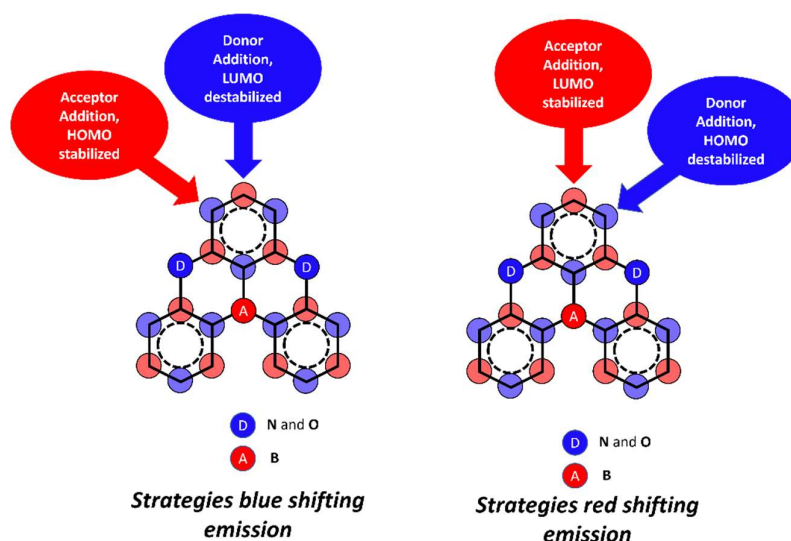 Donor
Addition,
LUMO
destabilized
Acceptor
Addition,
HOMO
stabilized
D
D
A
D N and O
A B
Strategies blue shifting
emission
Acceptor
Addition,
LUMO
stabilized
Donor
Addition,
HOMO
destabilized
D
D
A
D N and O
A B
Strategies red shifting
emission